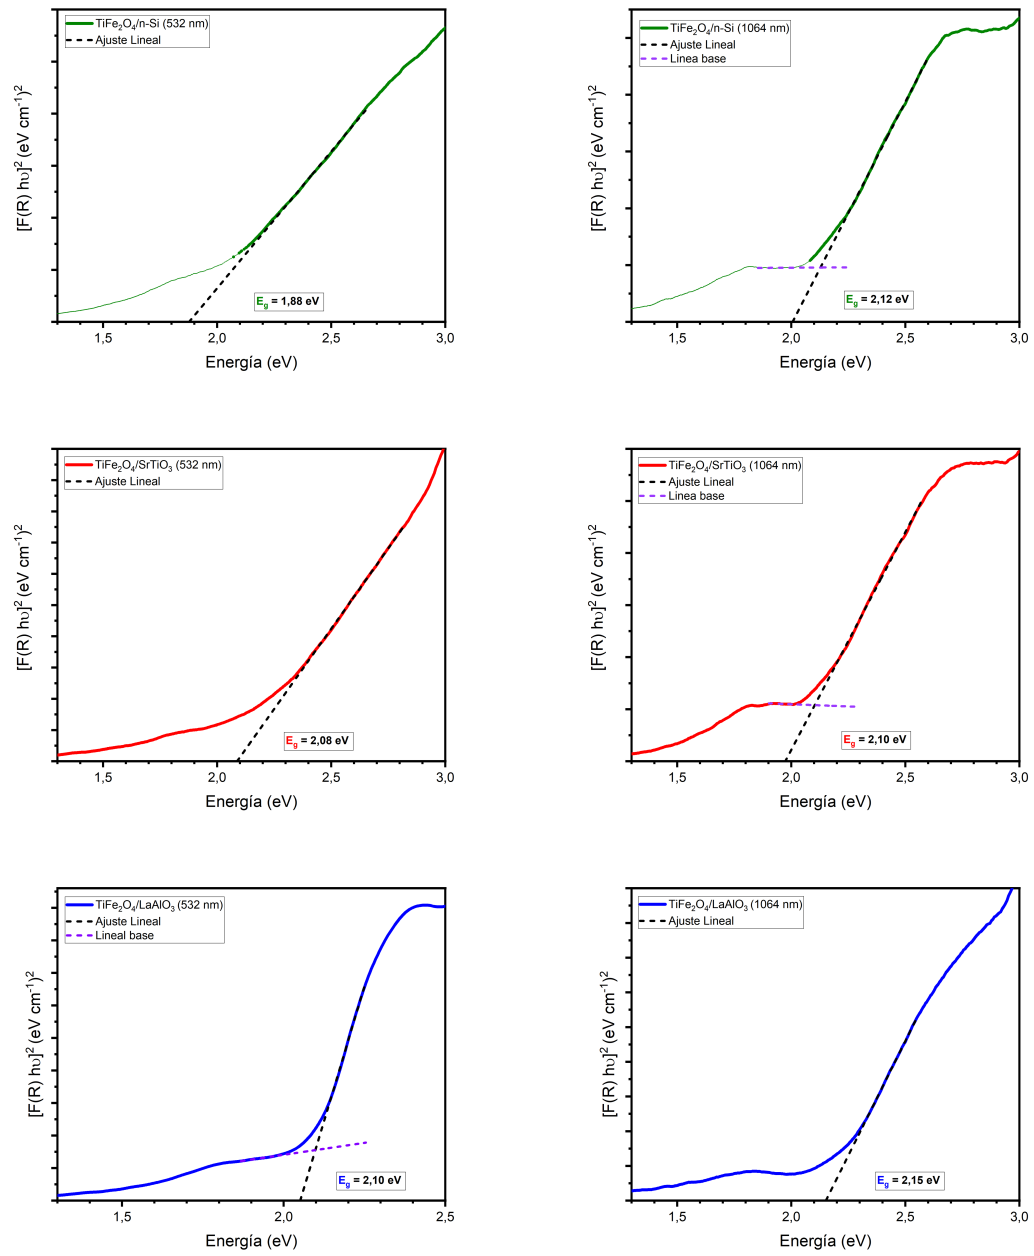 TiFe₂O₄/n-Si (532 nm)
Ajuste Lineal
[F(R) hυ]² (eV cm⁻¹)²
E_g = 1,88 eV
1,5 2,0 2,5 3,0
Energía (eV)
TiFe₂O₄/n-Si (1064 nm)
Ajuste Lineal
Linea base
[F(R) hυ]² (eV cm⁻¹)²
E_g = 2,12 eV
1,5 2,0 2,5 3,0
Energía (eV)
TiFe₂O₄/SrTiO₃ (532 nm)
Ajuste Lineal
[F(R) hυ]² (eV cm⁻¹)²
E_g = 2,08 eV
1,5 2,0 2,5 3,0
Energía (eV)
TiFe₂O₄/SrTiO₃ (1064 nm)
Ajuste Lineal
Linea base
[F(R) hυ]² (eV cm⁻¹)²
E_g = 2,10 eV
1,5 2,0 2,5 3,0
Energía (eV)
TiFe₂O₄/LaAlO₃ (532 nm)
Ajuste Lineal
Lineal base
[F(R) hυ]² (eV cm⁻¹)²
E_g = 2,10 eV
1,5 2,0 2,5
Energía (eV)
TiFe₂O₄/LaAlO₃ (1064 nm)
Ajuste Lineal
[F(R) hυ]² (eV cm⁻¹)²
E_g = 2,15 eV
1,5 2,0 2,5 3,0
Energía (eV)